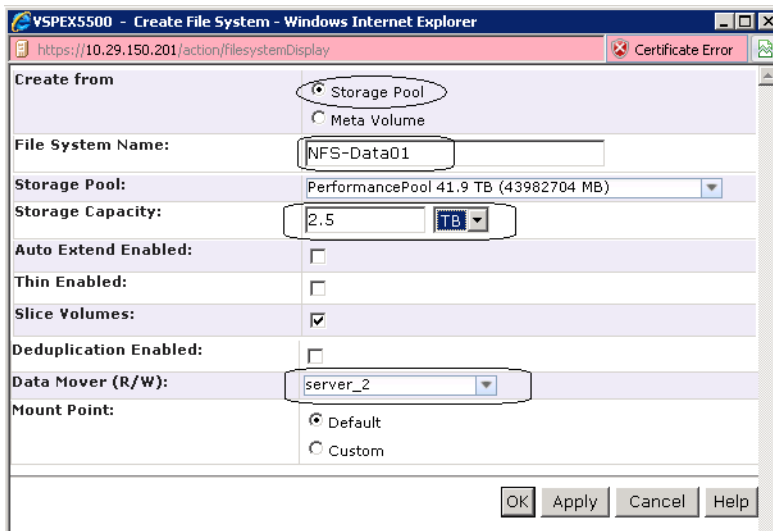 VSPEX5500 - Create File System - Windows Internet Explorer
https://10.29.150.201/action/filesystemDisplay Certificate Error
Create from
Storage Pool
Meta Volume
File System Name: NFS-Data01
Storage Pool: PerformancePool 41.9 TB (43982704 MB)
Storage Capacity: 2.5 TB
Auto Extend Enabled:
Thin Enabled:
Slice Volumes:
Deduplication Enabled:
Data Mover (R/W): server_2
Mount Point:
Default
Custom
OK Apply Cancel Help